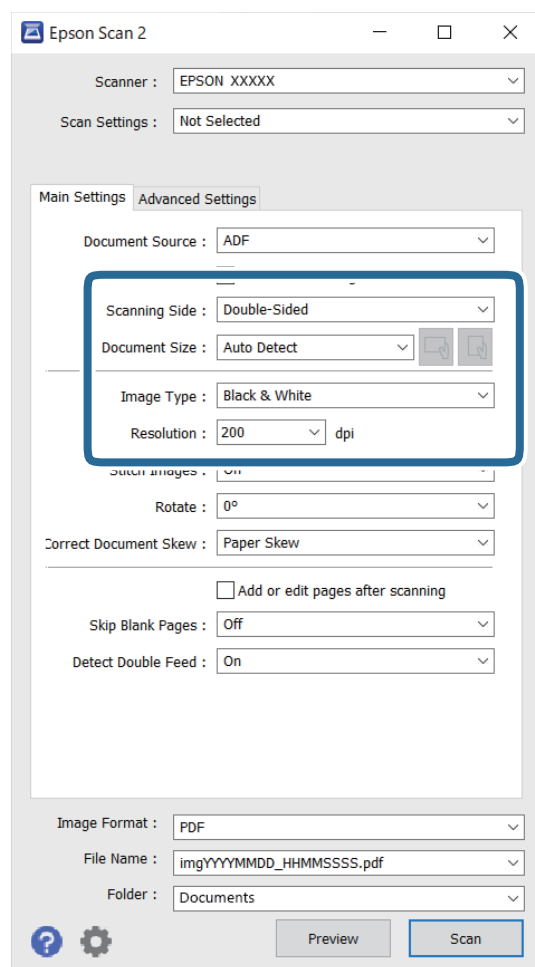 Epson Scan 2
Scanner : EPSON XXXXX
Scan Settings : Not Selected
Main Settings Advanced Settings
Document Source : ADF
Scanning Side : Double-Sided
Document Size : Auto Detect
Image Type : Black & White
Resolution : 200 dpi
Stitch Images : Off
Rotate : 0°
Correct Document Skew : Paper Skew
Add or edit pages after scanning
Skip Blank Pages : Off
Detect Double Feed : On
Image Format : PDF
File Name : imgYYYYMMDD_HHMMSSSS.pdf
Folder : Documents
? Preview Scan